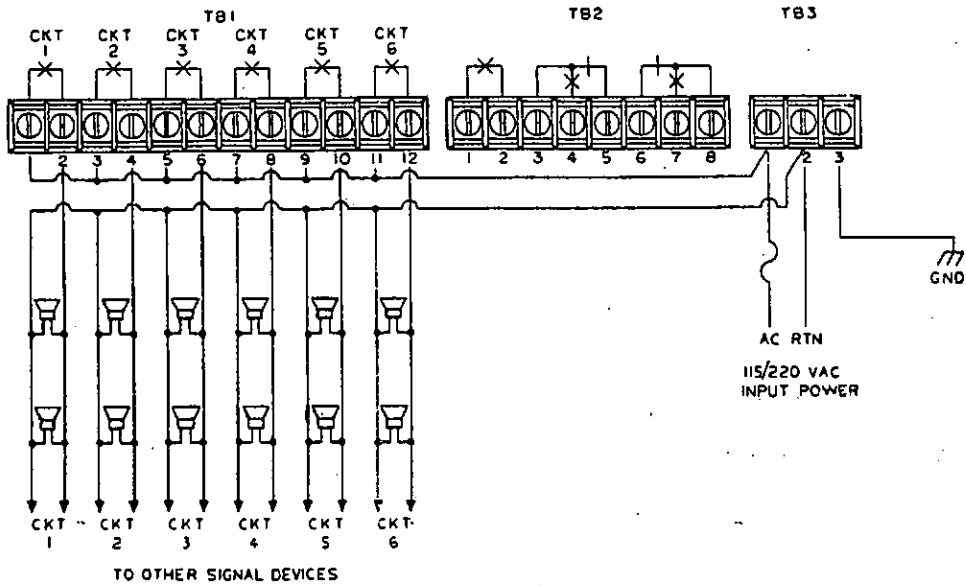 TB1 TB2 TB3
CKT CKT CKT CKT CKT CKT
1 2 3 4 5 6
2 3 4 5 6 7 8 9 10 11 12 1 2 3 4 5 6 7 8 2 3
GND
AC RTN
115/220 VAC
INPUT POWER
CKT CKT CKT CKT CKT CKT
1 2 3 4 5 6
TO OTHER SIGNAL DEVICES